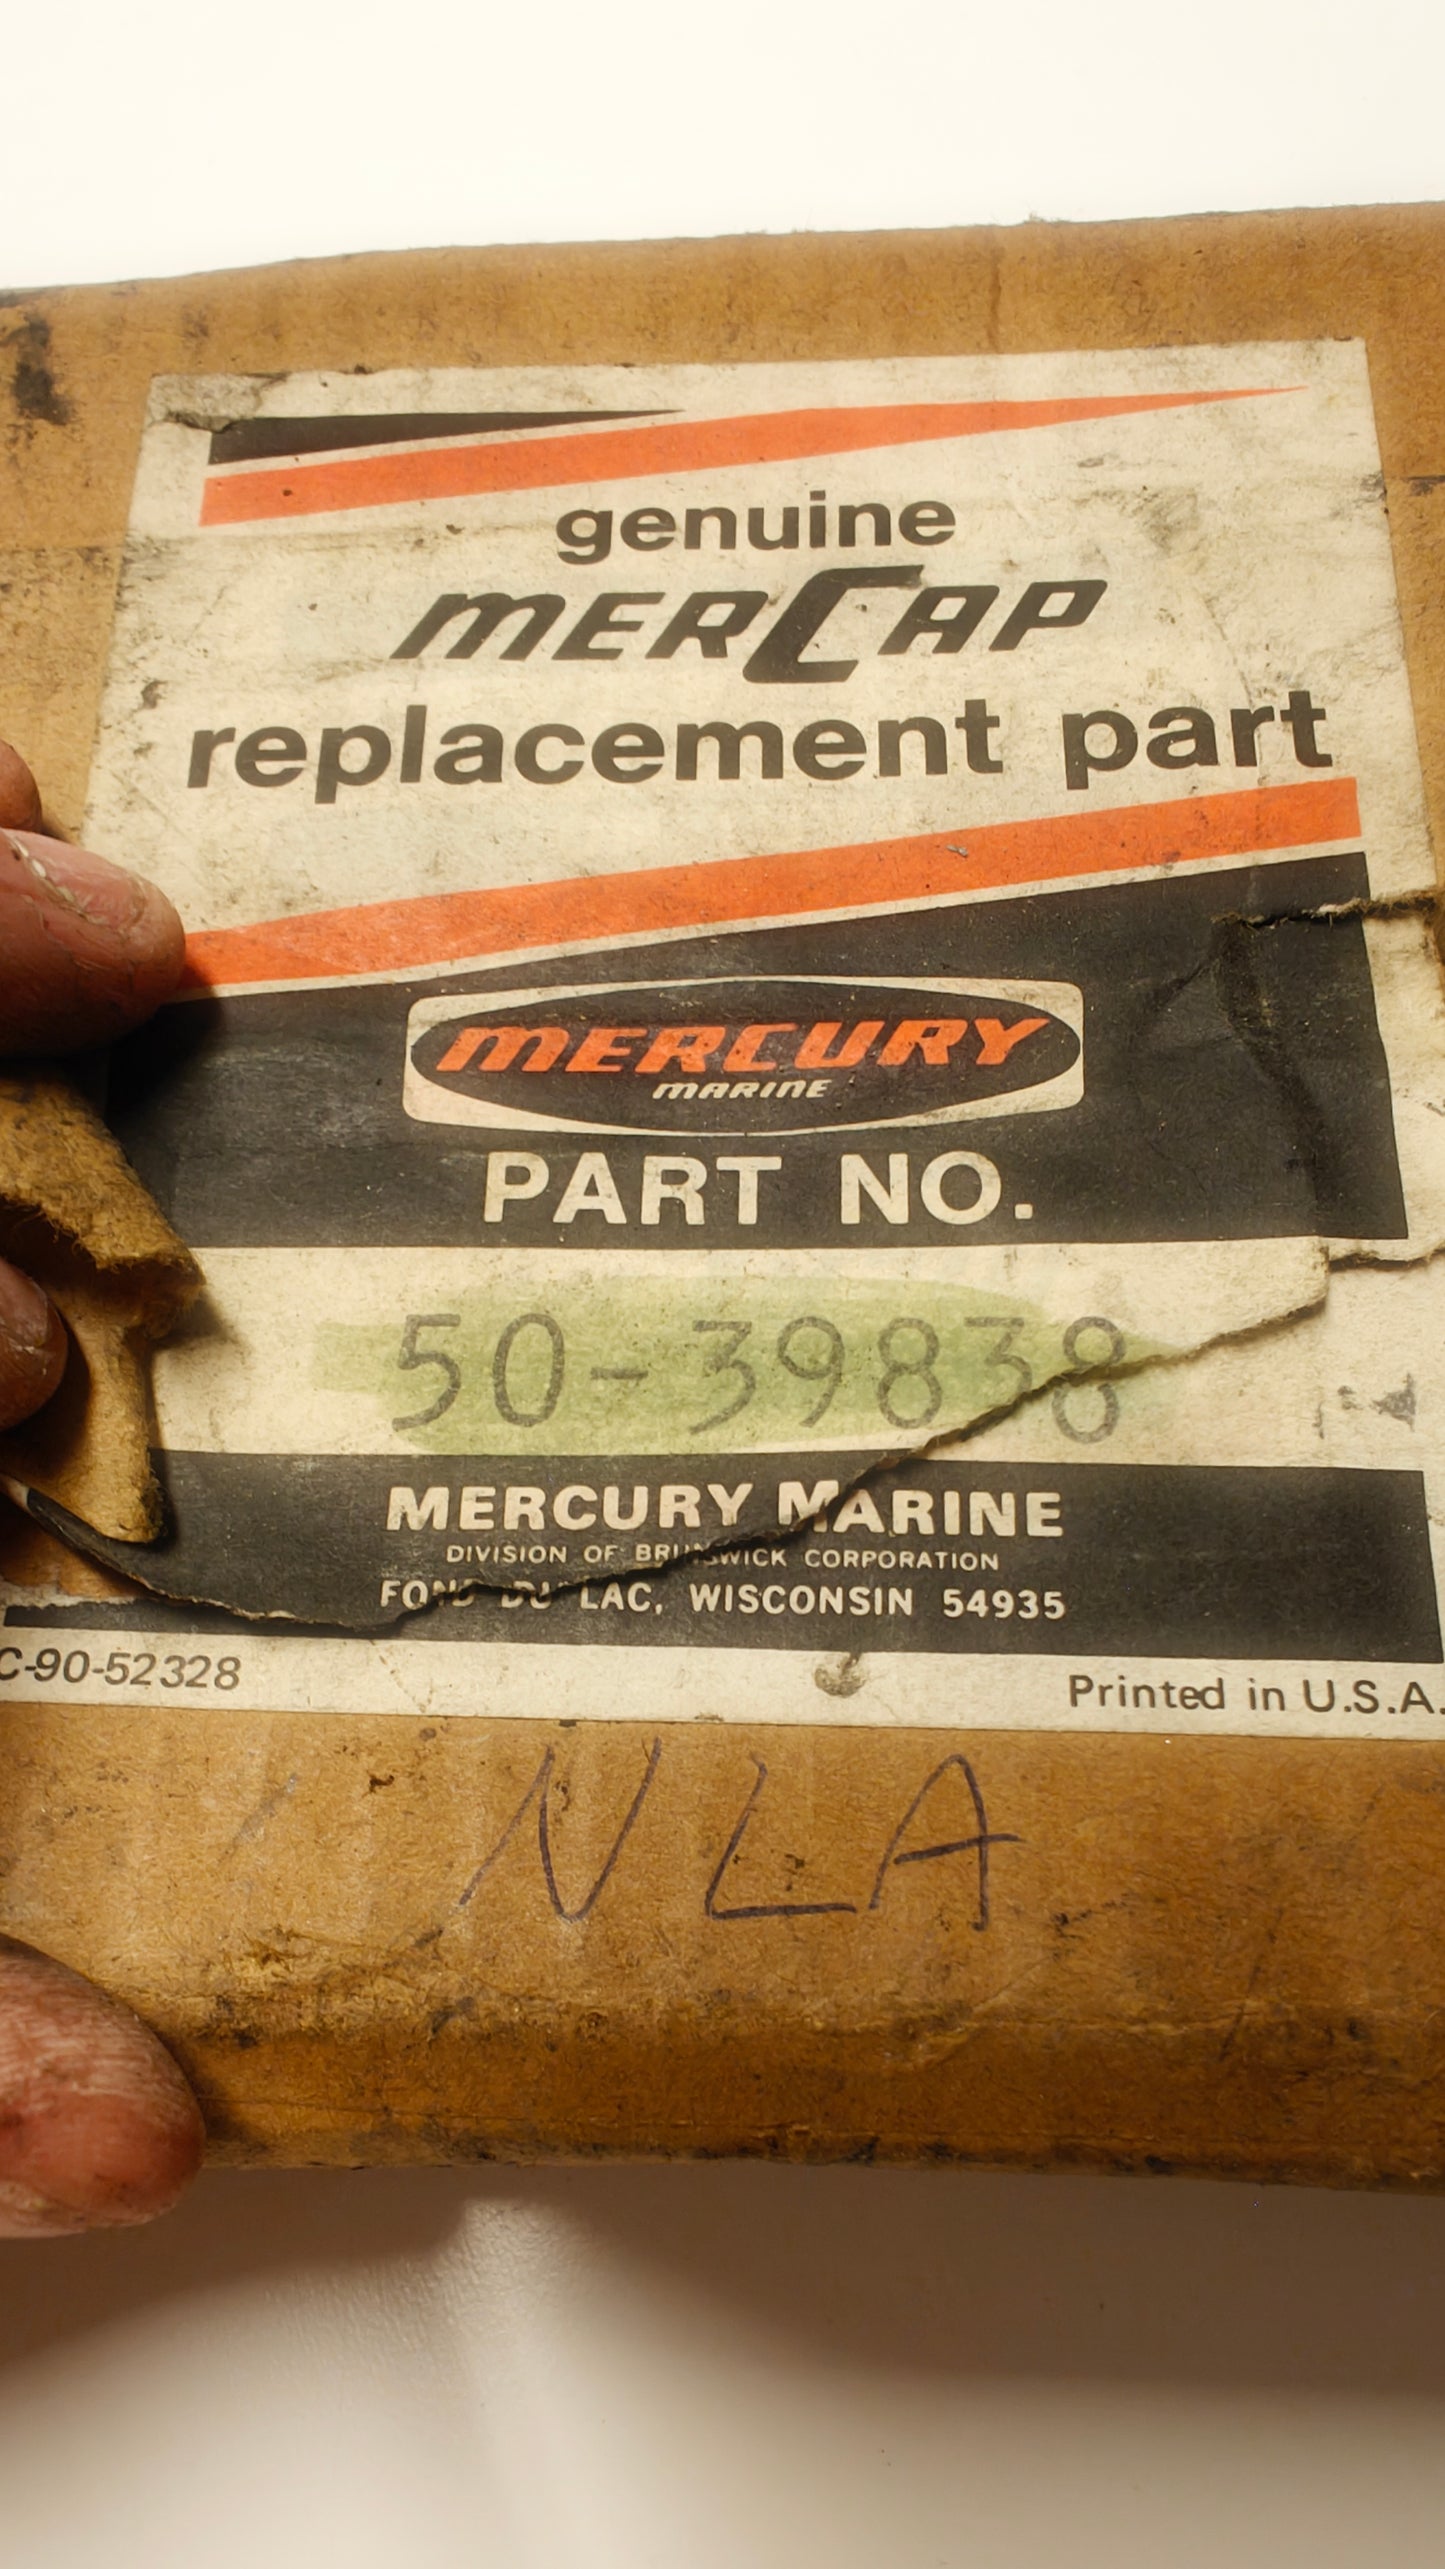 genuine
MERCAP
replacement part
MERCURY
MARINE
PART NO.
50-39838
MERCURY MARINE
DIVISION OF BRUNSWICK CORPORATION
FOND DU LAC, WISCONSIN 54935
C-90-52328
Printed in U.S.A.
NLA